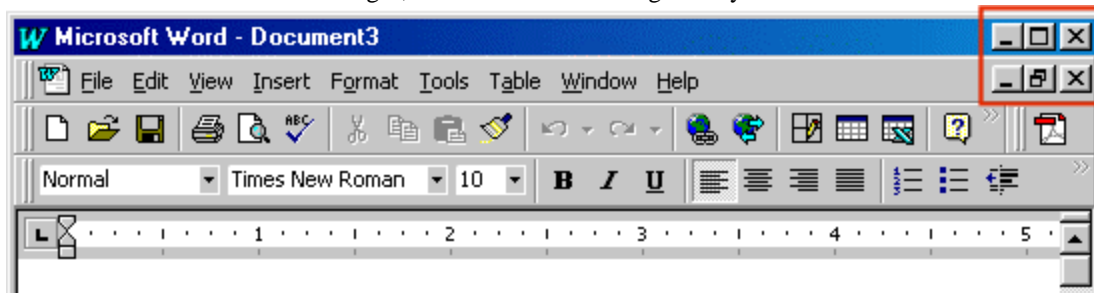 Microsoft Word - Document3
File Edit View Insert Format Tools Table Window Help
ABC
Normal Times New Roman 10 B I U
1 2 3 4 5